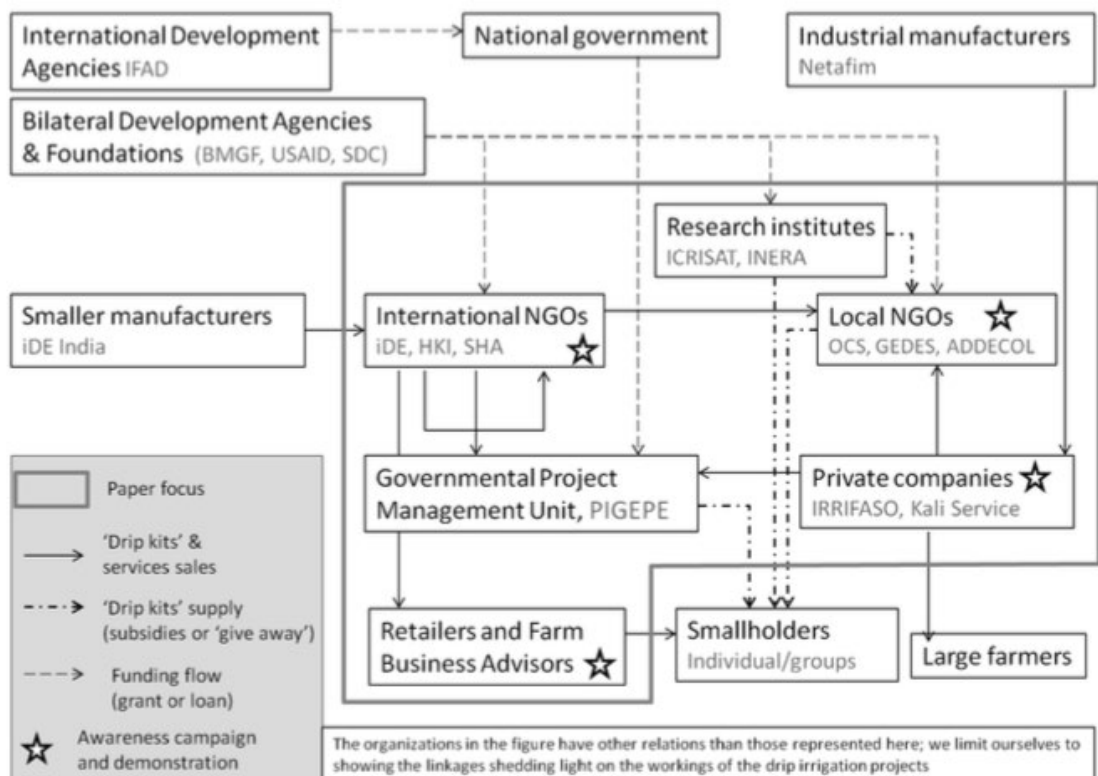 International Development
Agencies IFAD
National government
Industrial manufacturers
Netafim
Bilateral Development Agencies
& Foundations (BMGF, USAID, SDC)
Research institutes
ICRISAT, INERA
Smaller manufacturers
iDE India
International NGOs
iDE, HKI, SHA
Local NGOs
OCS, GEDES, ADDECOL
Governmental Project
Management Unit, PIGEPE
Private companies
IRRIFASO, Kali Service
Retailers and Farm
Business Advisors
Smallholders
Individual/groups
Large farmers
Paper focus
'Drip kits' &
services sales
'Drip kits' supply
(subsidies or 'give away')
Funding flow
(grant or loan)
Awareness campaign
and demonstration
The organizations in the figure have other relations than those represented here; we limit ourselves to
showing the linkages shedding light on the workings of the drip irrigation projects